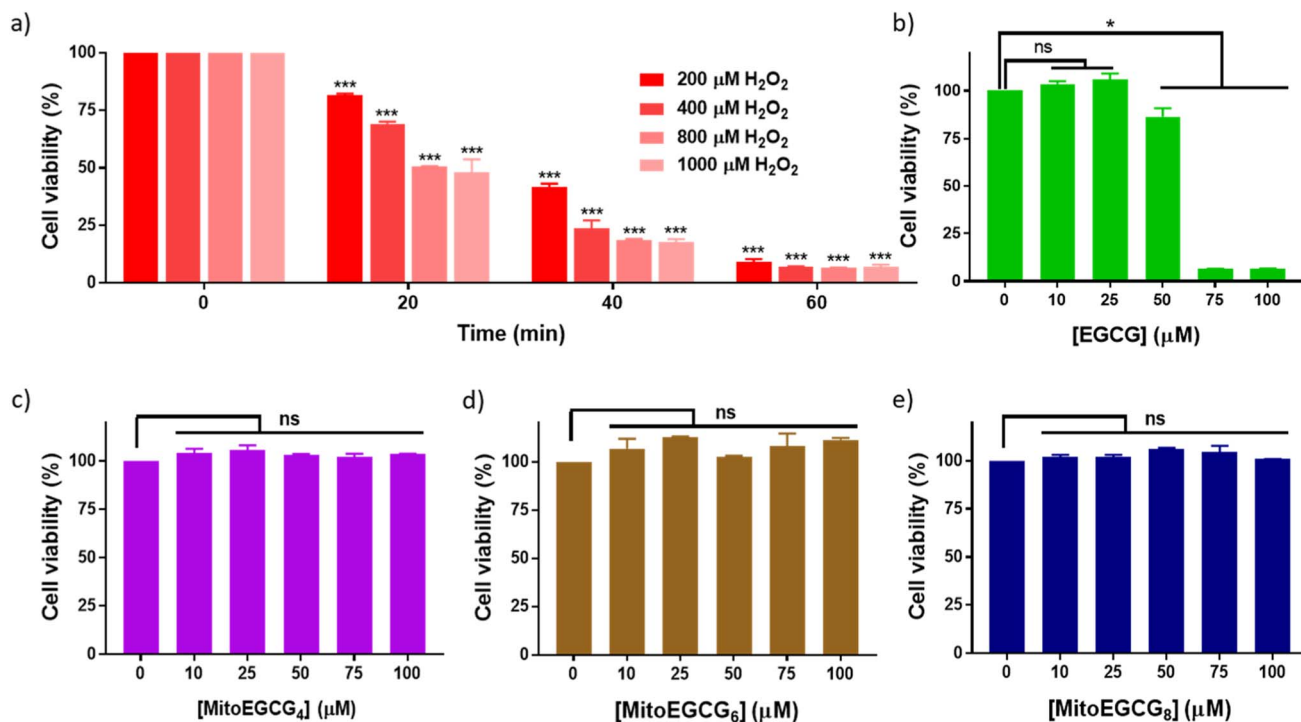 a)
Cell viability (%)
100
75
50
25
0
***
***
***
***
***
***
***
***
***
***
***
***
200 μM H₂O₂
400 μM H₂O₂
800 μM H₂O₂
1000 μM H₂O₂
0 20 40 60
Time (min)
b)
Cell viability (%)
100
75
50
25
0
*
ns
0 10 25 50 75 100
[EGCG] (μM)
c)
Cell viability (%)
100
75
50
25
0
ns
0 10 25 50 75 100
[MitoEGCG₄] (μM)
d)
Cell viability (%)
100
75
50
25
0
ns
0 10 25 50 75 100
[MitoEGCG₆] (μM)
e)
Cell viability (%)
100
75
50
25
0
ns
0 10 25 50 75 100
[MitoEGCG₈] (μM)